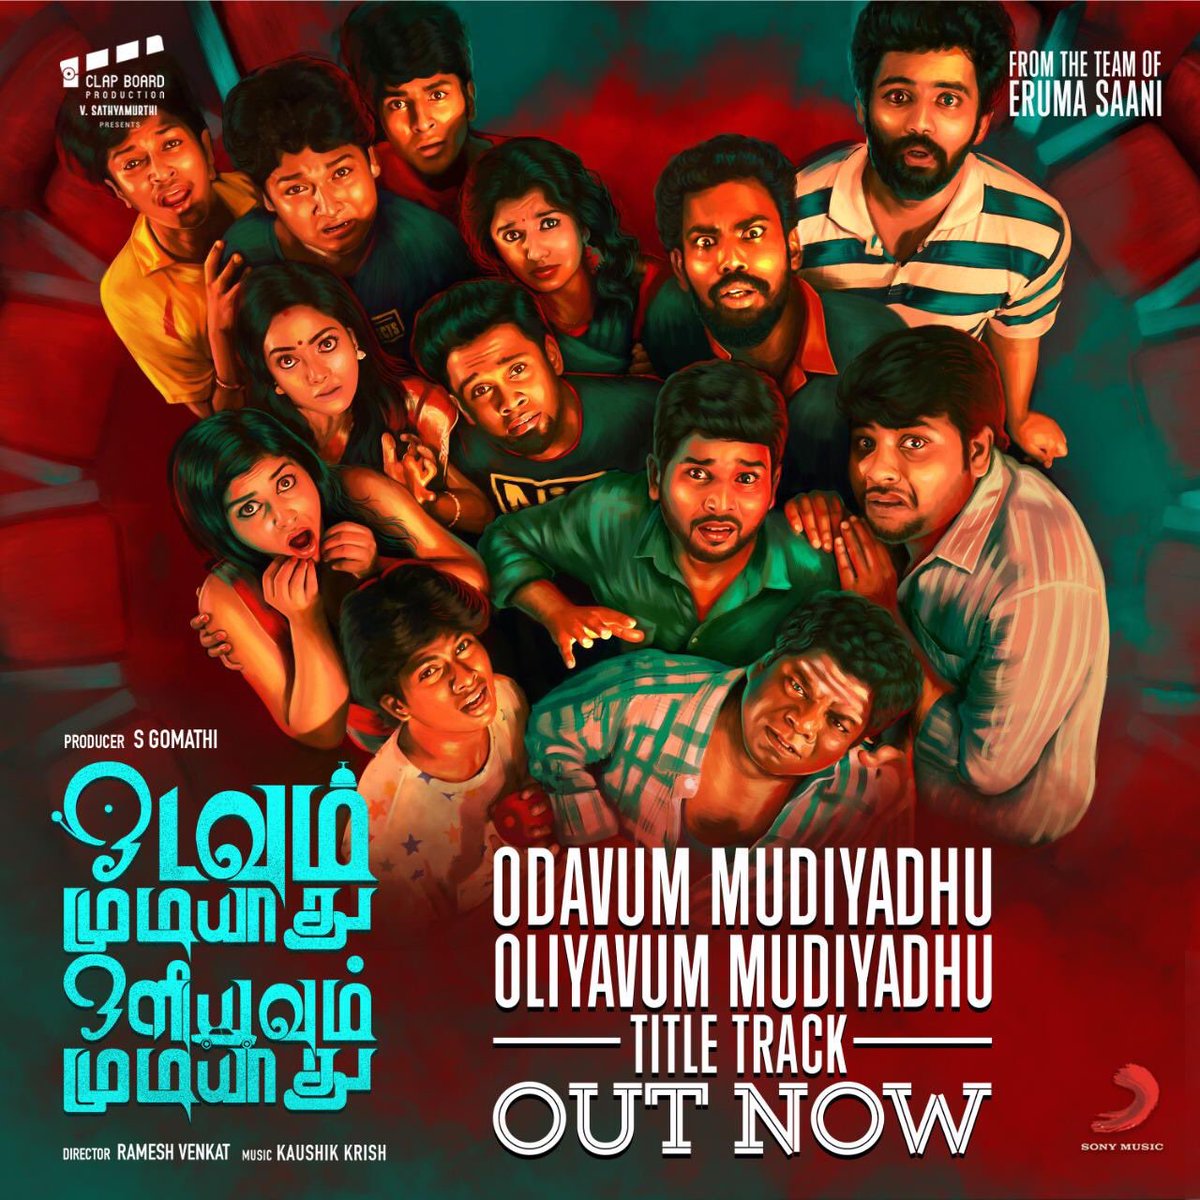 CLAP BOARD
PRODUCTION
V. SATHYAMURTHI
PRESENTS
FROM THE TEAM OF
ERUMA SAANI
PRODUCER S GOMATHI
ஓடவும்
முடியாது
ஒளியவும்
முடியாது
ODAVUM MUDIYADHU
OLIYAVUM MUDIYADHU
TITLE TRACK
OUT NOW
DIRECTOR RAMESH VENKAT MUSIC KAUSHIK KRISH
SONY MUSIC